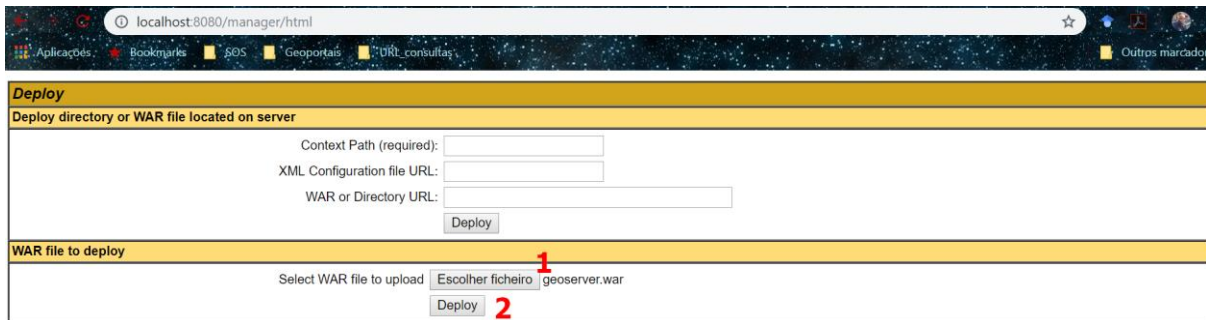 localhost:8080/manager/html
Aplicações Bookmarks SOS Geoportais URL_consultas Outros marcado
Deploy
Deploy directory or WAR file located on server
Context Path (required):
XML Configuration file URL:
WAR or Directory URL:
Deploy
WAR file to deploy
1
Select WAR file to upload Escolher ficheiro geoserver.war
Deploy 2